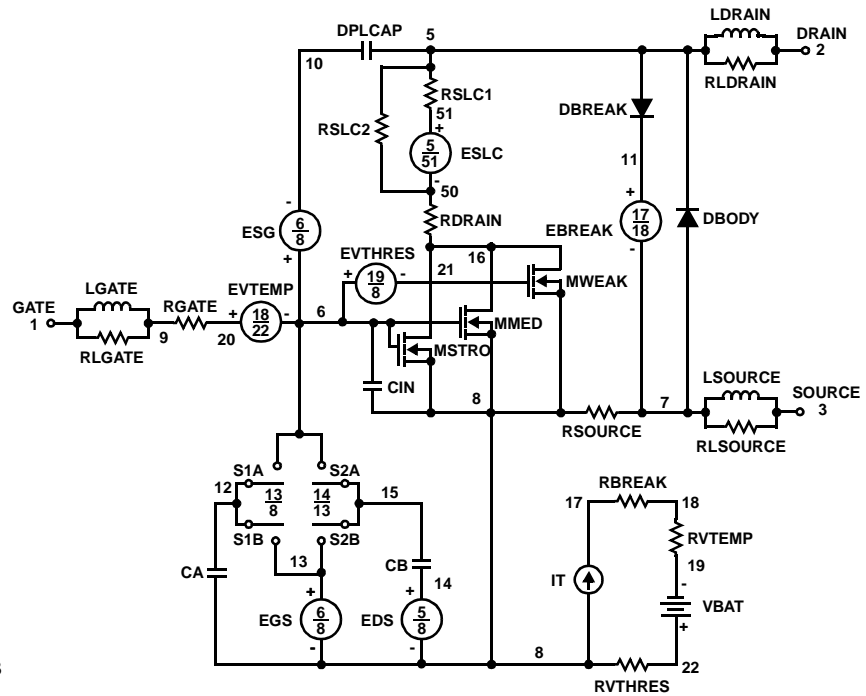 LDRAIN
DPLCAP 5 DRAIN
10 2
RLDRAIN
RSLC1
51
DBREAK
RSLC2
+
5
51
ESLC
11
-
50
-
+
ESG
6
8
RDRAIN
EBREAK
17
18
DBODY
+
EVTHRES
16
-
+
19
8
-
21
MWEAK
LGATE
EVTEMP
GATE
1
RGATE
+
18
22
-
6
MMED
9
20
RLGATE
MSTRO
CIN
LSOURCE
8
7
SOURCE
3
RSOURCE
RLSOURCE
S1A
S2A
12
13
8
14
13
15
RBREAK
S1B
S2B
17
18
13
RVTEMP
CA
CB
14
IT
19
-
VBAT
+
+
EGS
6
8
-
+
EDS
5
8
-
8
22
RVTHRES